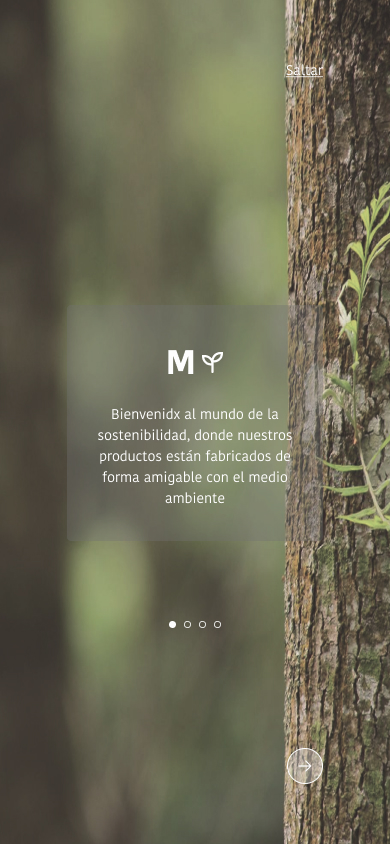 Saltar
M
Bienvenidx al mundo de la
sostenibilidad, donde nuestros
productos están fabricados de
forma amigable con el medio
ambiente